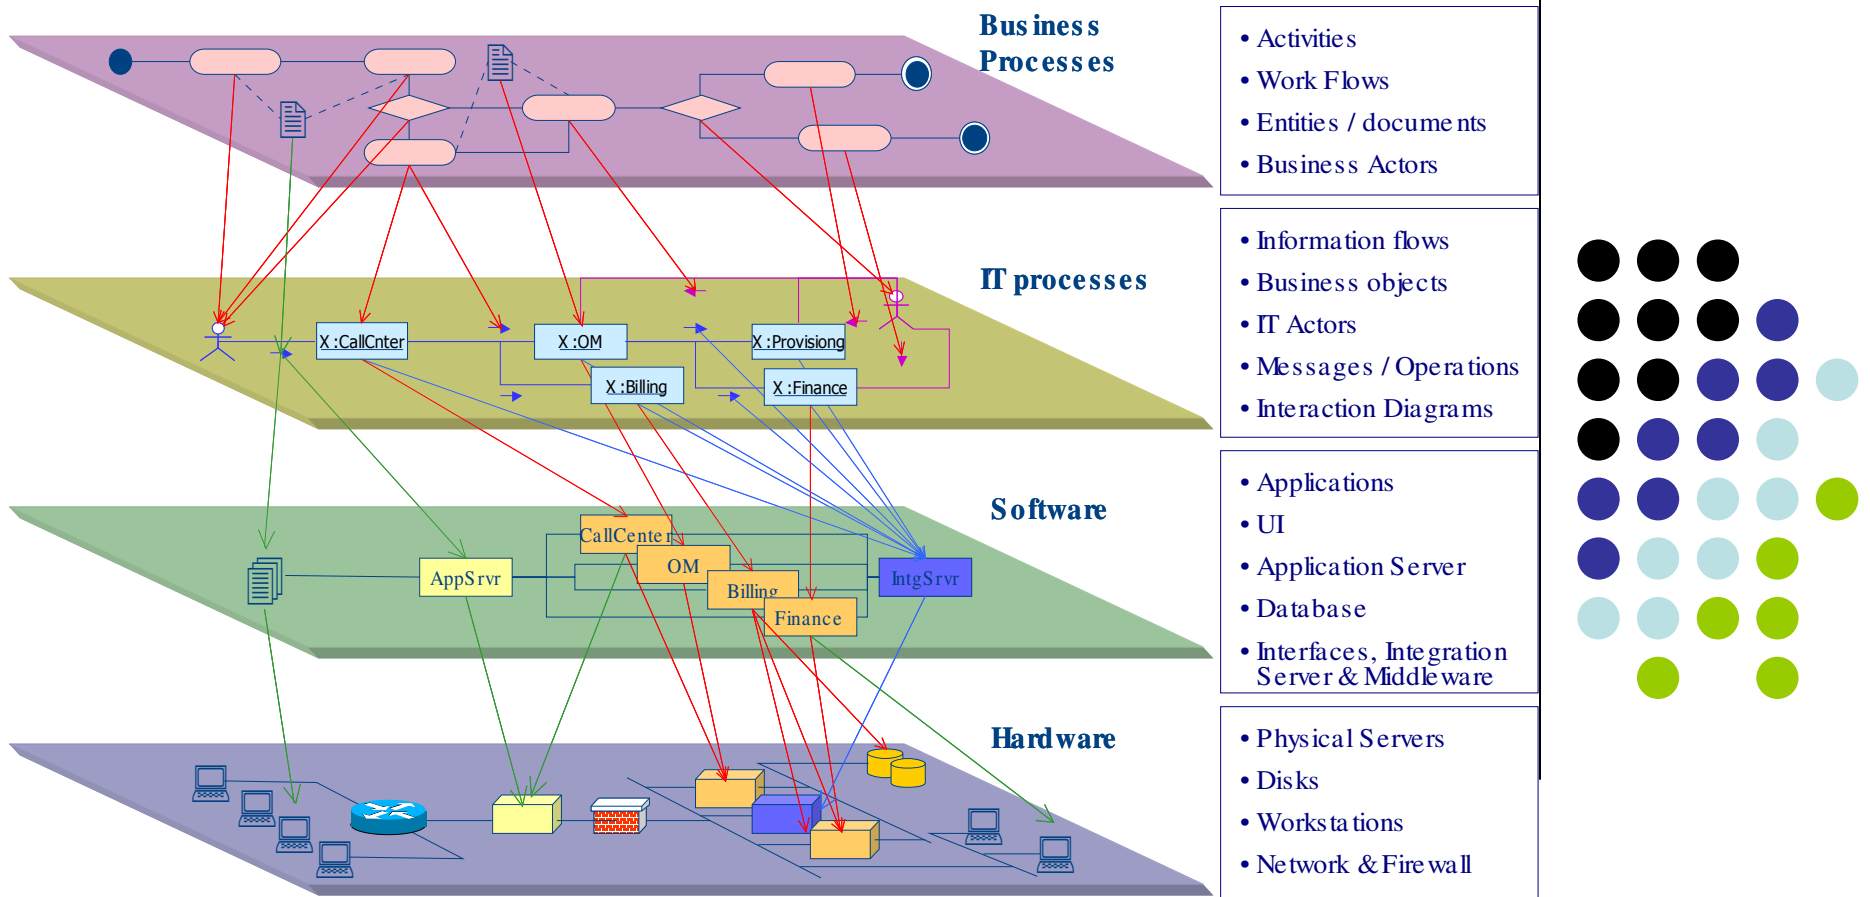 Business
Processes
• Activities
• Work Flows
• Entities / documents
• Business Actors
IT processes
• Information flows
• Business objects
• IT Actors
• Messages / Operations
• Interaction Diagrams
X :CallCnter
X :OM
X :Provisiong
X :Billing
X :Finance
Software
• Applications
• UI
• Application Server
• Database
• Interfaces, Integration
Server & Middleware
CallCenter
OM
AppSrvr
IntgSrvr
Billing
Finance
Hardware
• Physical Servers
• Disks
• Workstations
• Network & Firewall